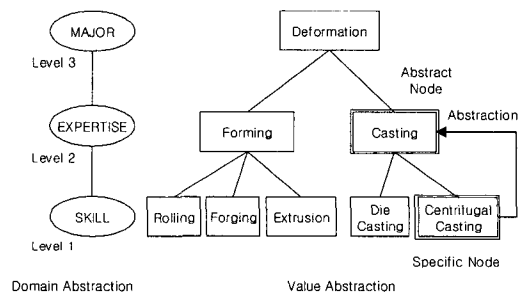 MAJOR
Deformation
Level 3
Abstract
Node
Abstraction
EXPERTISE
Forming
Casting
Level 2
SKILL
Rolling
Forging
Extrusion
Die
Casting
Centrifugal
Casting
Level 1
Specific Node
Domain Abstraction
Value Abstraction